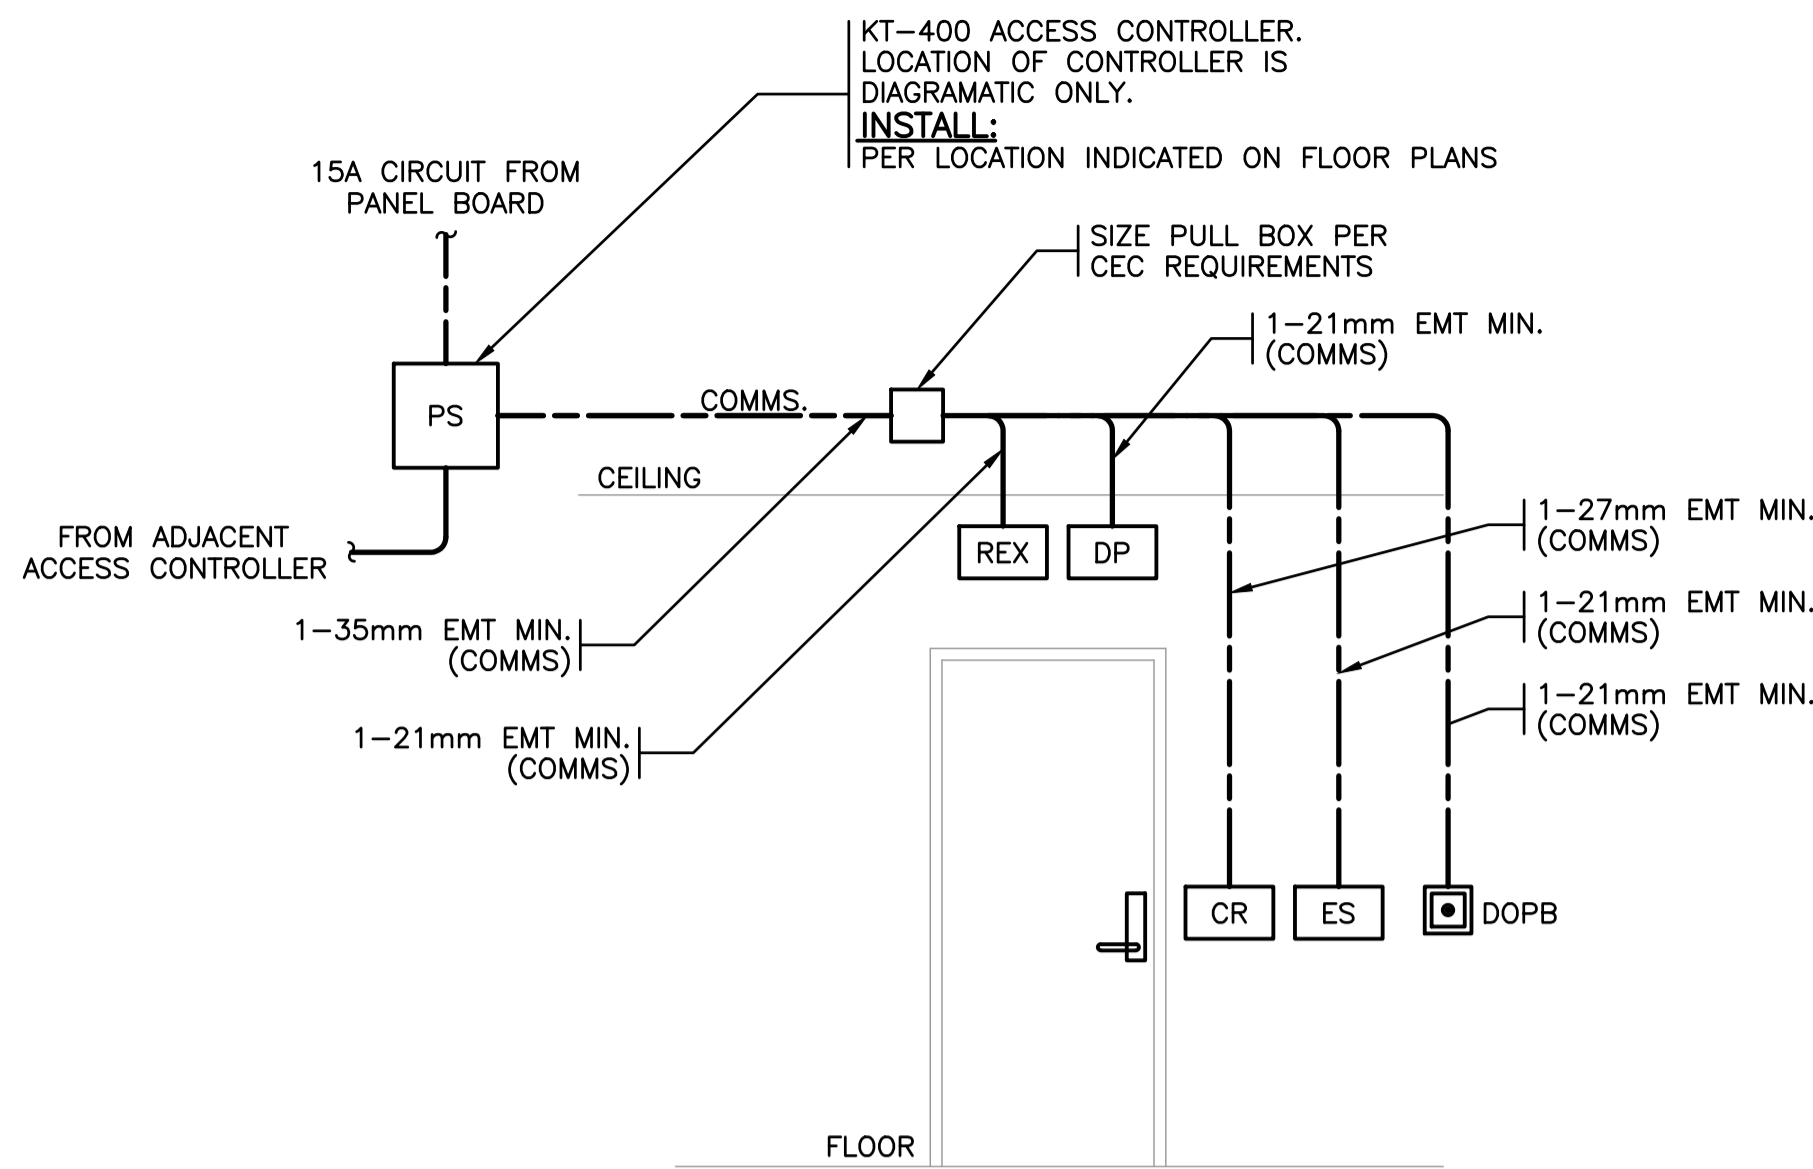 KT-400 ACCESS CONTROLLER.
LOCATION OF CONTROLLER IS
DIAGRAMATIC ONLY.
INSTALL:
PER LOCATION INDICATED ON FLOOR PLANS
15A CIRCUIT FROM
PANEL BOARD
SIZE PULL BOX PER
CEC REQUIREMENTS
1-21mm EMT MIN.
(COMMS)
PS
COMMS.
CEILING
FROM ADJACENT
ACCESS CONTROLLER
REX
DP
1-27mm EMT MIN.
(COMMS)
1-35mm EMT MIN.
(COMMS)
1-21mm EMT MIN.
(COMMS)
1-21mm EMT MIN.
(COMMS)
1-21mm EMT MIN.
(COMMS)
CR
ES
DOPB
FLOOR